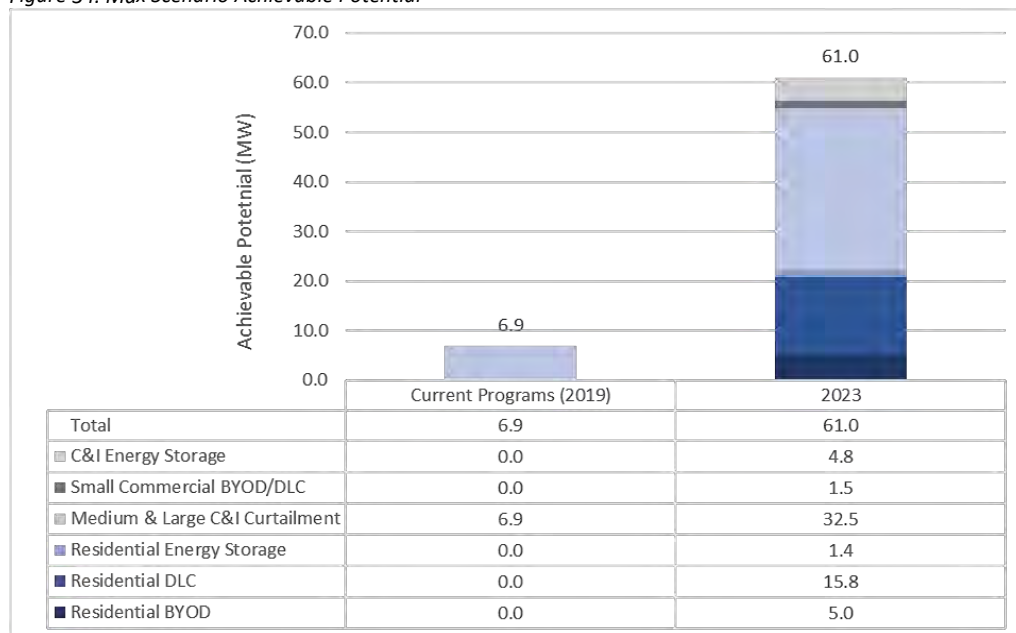 Figure 34. Max Scenario Achievable Potential
70.0
60.0
50.0
40.0
30.0
20.0
10.0
0.0
Achievable Potetnial (MW)
6.9
61.0
Current Programs (2019) 2023
Total 6.9 61.0
C&I Energy Storage 0.0 4.8
Small Commercial BYOD/DLC 0.0 1.5
Medium & Large C&I Curtailment 6.9 32.5
Residential Energy Storage 0.0 1.4
Residential DLC 0.0 15.8
Residential BYOD 0.0 5.0